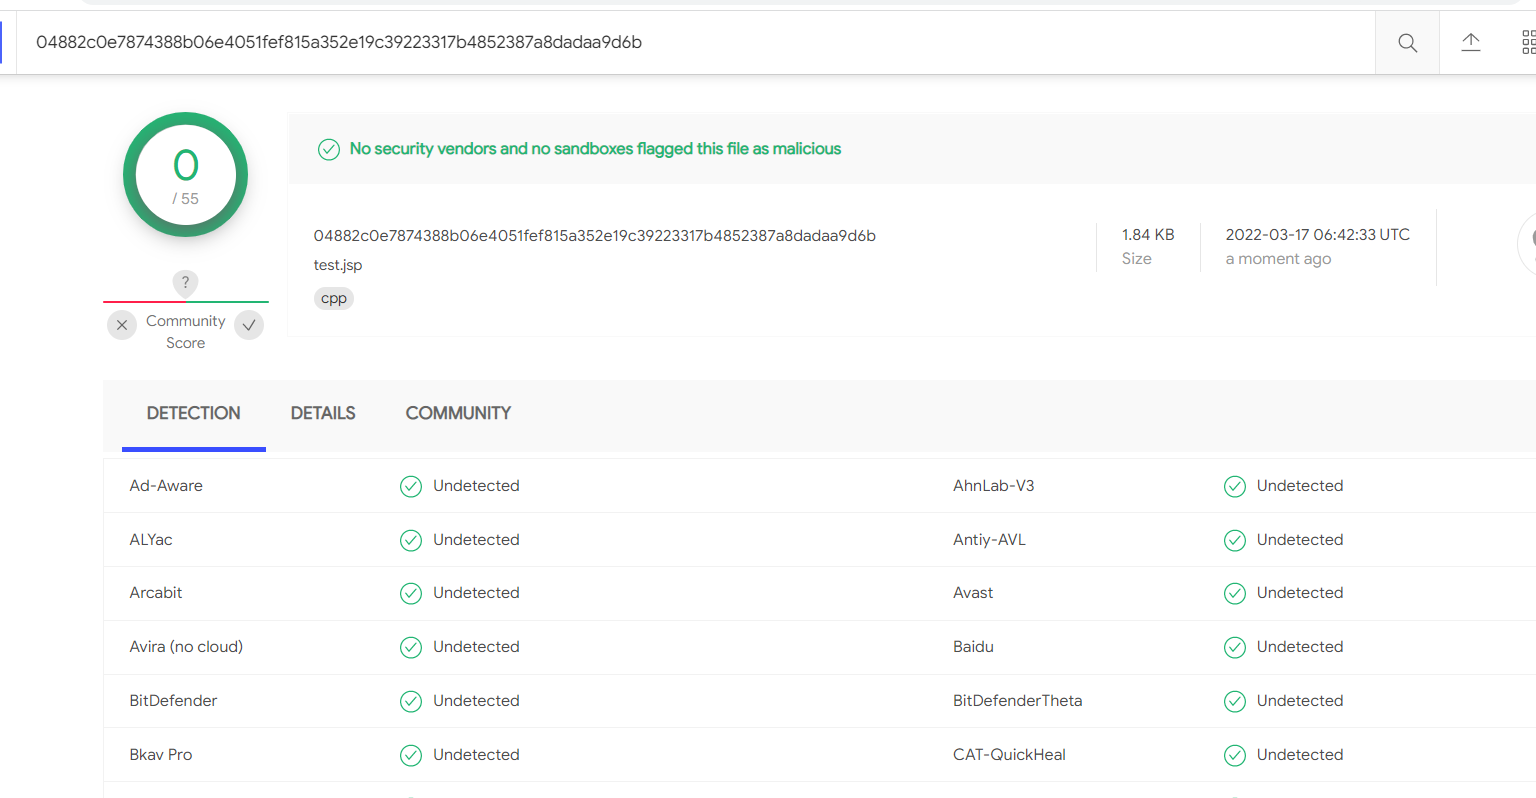 04882c0e7874388b06e4051fef815a352e19c39223317b4852387a8dadaa9d6b
0
/ 55
No security vendors and no sandboxes flagged this file as malicious
04882c0e7874388b06e4051fef815a352e19c39223317b4852387a8dadaa9d6b
test.jsp
cpp
1.84 KB
Size
2022-03-17 06:42:33 UTC
a moment ago
?
Community
Score
DETECTION DETAILS COMMUNITY
Ad-Aware Undetected AhnLab-V3 Undetected
ALYac Undetected Antiy-AVL Undetected
Arcabit Undetected Avast Undetected
Avira (no cloud) Undetected Baidu Undetected
BitDefender Undetected BitDefenderTheta Undetected
Bkav Pro Undetected CAT-QuickHeal Undetected